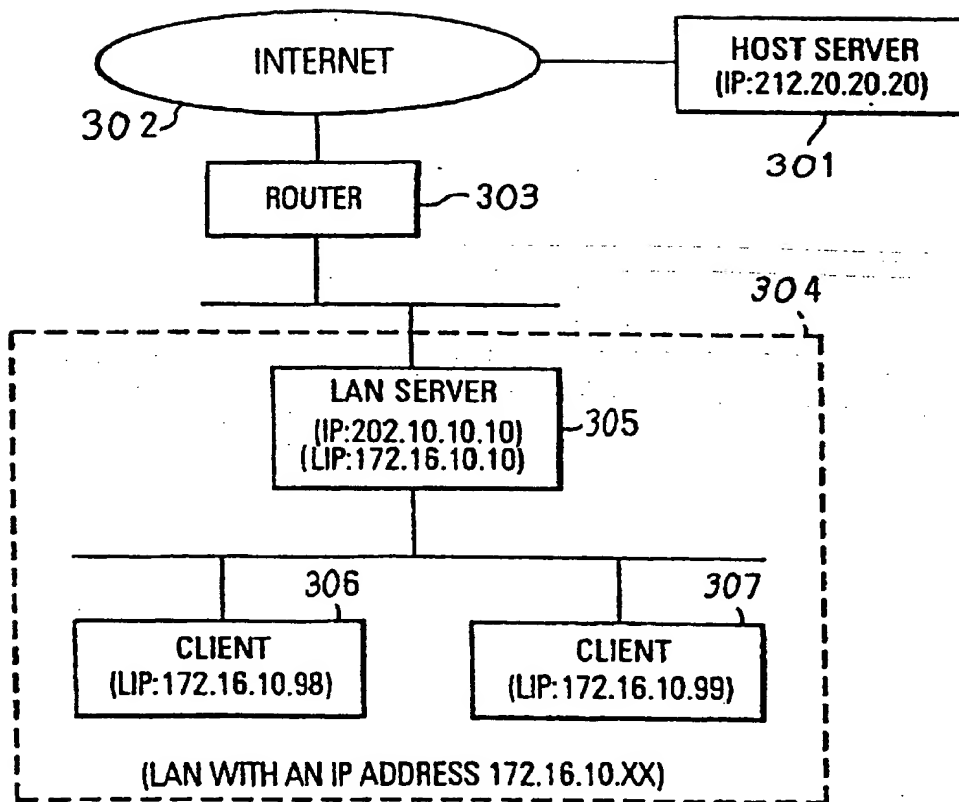 INTERNET
HOST SERVER
(IP:212.20.20.20)
302
301
ROUTER
303
304
LAN SERVER
(IP:202.10.10.10)
(LIP:172.16.10.10)
305
306
307
CLIENT
(LIP:172.16.10.98)
CLIENT
(LIP:172.16.10.99)
(LAN WITH AN IP ADDRESS 172.16.10.XX)